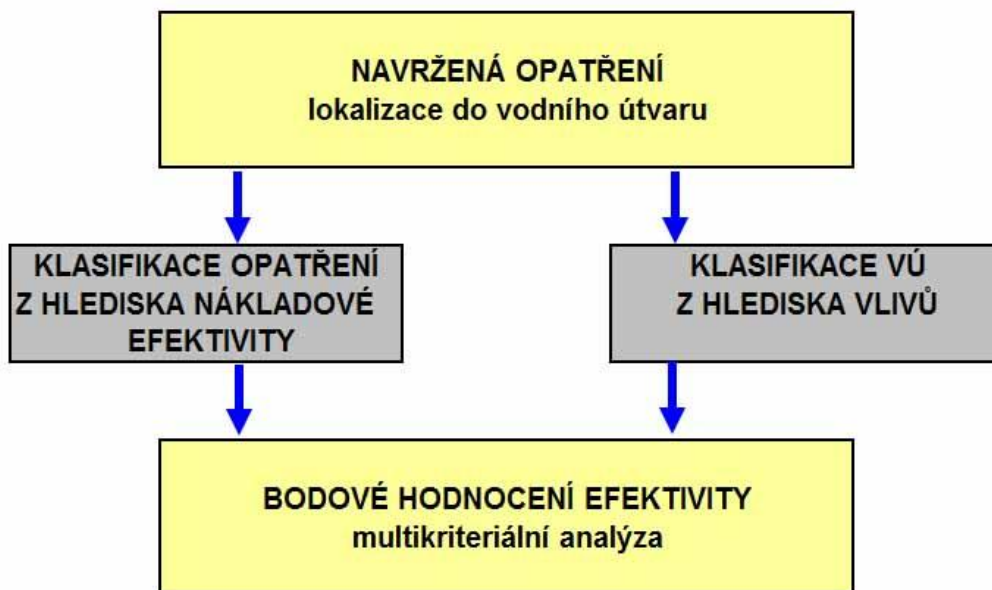 NAVRŽENÁ OPATŘENÍ
lokalizace do vodního útvaru
KLASIFIKACE OPATŘENÍ
Z HLEDISKA NÁKLADOVÉ
EFEKTIVITY
KLASIFIKACE VÚ
Z HLEDISKA VLIVŮ
BODOVÉ HODNOCENÍ EFEKTIVITY
multikriteriální analýza